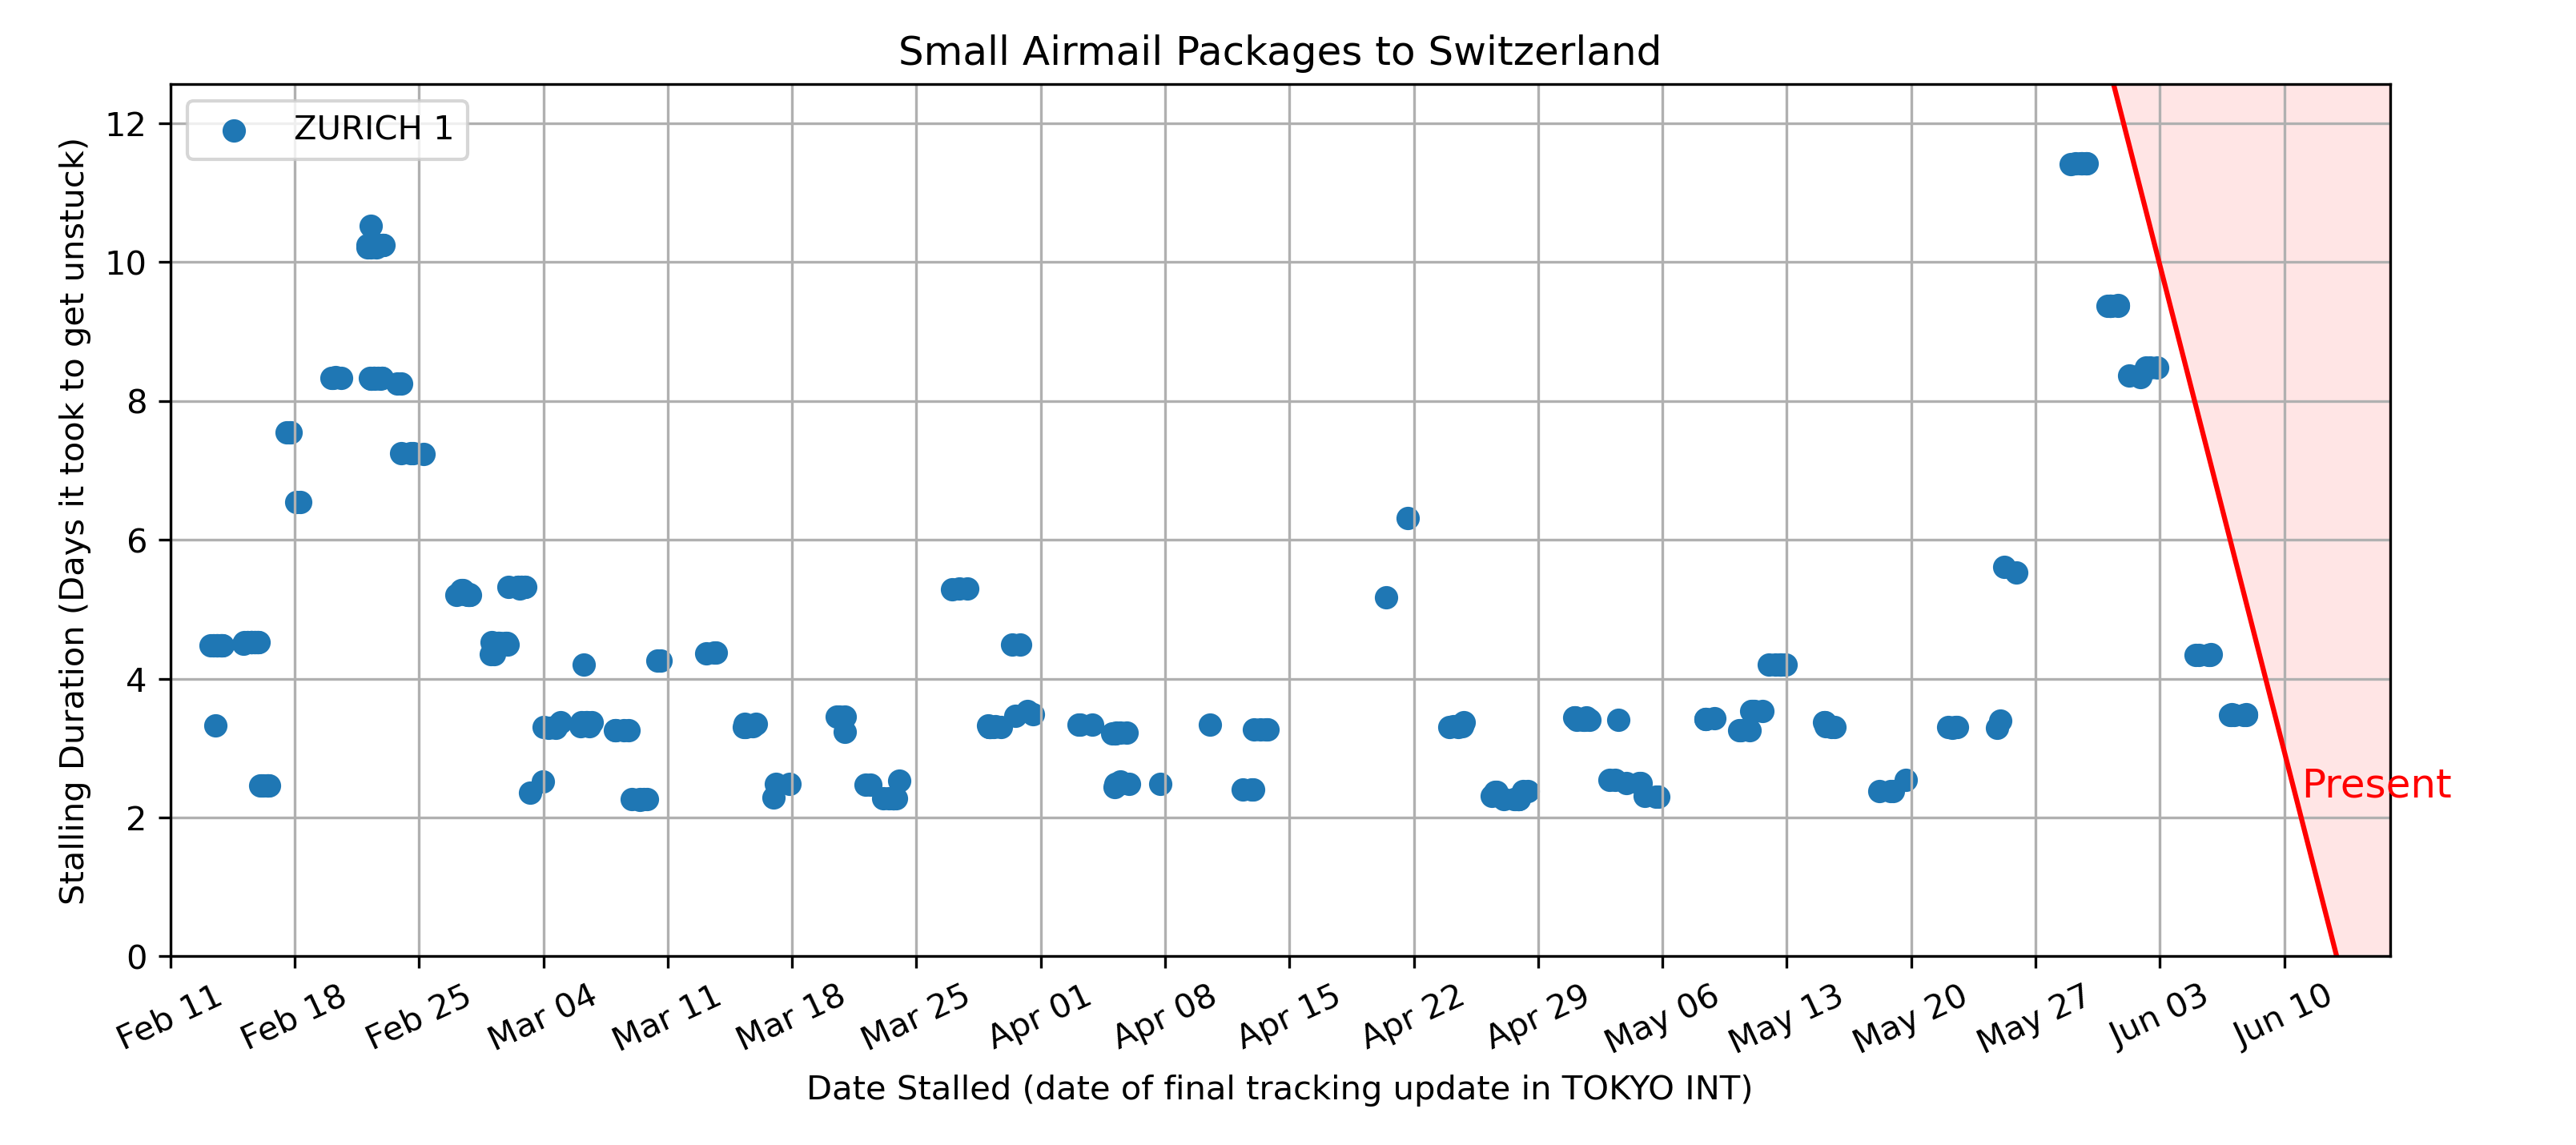 Small Airmail Packages to Switzerland
ZURICH 1
Stalling Duration (Days it took to get unstuck)
12
10
8
6
4
2
0
Present
Feb 11
Feb 18
Feb 25
Mar 04
Mar 11
Mar 18
Mar 25
Apr 01
Apr 08
Apr 15
Apr 22
Apr 29
May 06
May 13
May 20
May 27
Jun 03
Jun 10
Date Stalled (date of final tracking update in TOKYO INT)